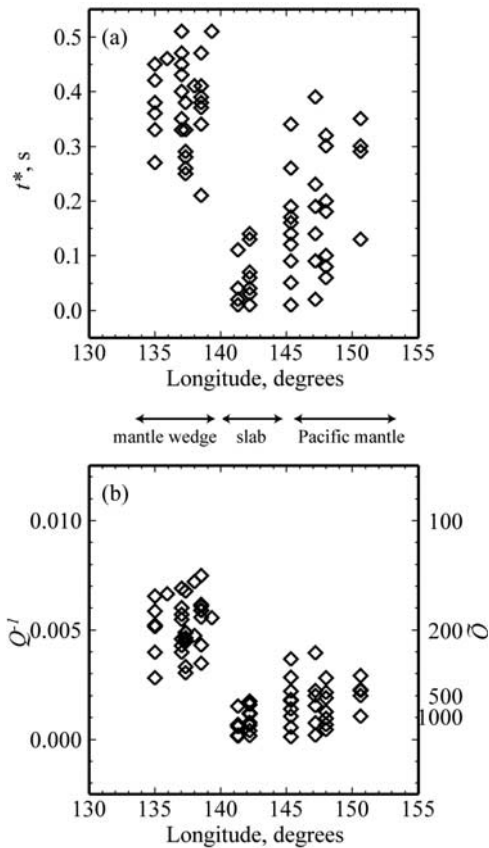 (a)
0.5
0.4
0.3
0.2
0.1
0.0
t*, s
130 135 140 145 150 155
Longitude, degrees
mantle wedge slab Pacific mantle
(b)
0.010 100
0.005 200
500
1000
0.000
Q-1
Q̃
130 135 140 145 150 155
Longitude, degrees